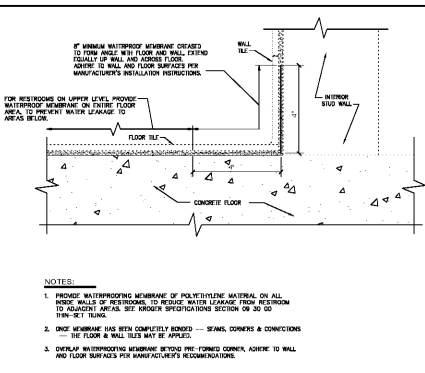 8" MINIMUM WAITRPROOF MEMBRANE CREASED
TO FORM ANGLE WITH FLOOR AND WALL, EXTEND
EQUALLY UP WALL AND ACROSS FLOOR.
ADHERE TO WALL AND FLOOR SURFACES PER
MANUFACTURER'S INSTALLATION INSTRUCTIONS.
WALL
TILE
FOR RESTROOMS ON UPPER LEVEL PROVIDE
WATERPROOF MEMBRANE ON ENTIRE FLOOR
AREA, TO PREVENT WATER LEAKAGE TO
AREAS BELOW.
INTERIOR
STUD WALL
4"
FLOOR TILE
4"
CONCRETE FLOOR
NOTES:
1. PROVIDE WATERPROOFING MEMBRANE OF POLYETHYLENE MATERIAL ON ALL
INSIDE WALLS OF RESTROOMS, TO REDUCE WATER LEAKAGE FROM RESTROOM
TO ADJACENT AREAS. SEE KROGER SPECIFICATIONS SECTION 09 30 00
THIN-SET TILING.
2. ONCE MEMBRANE HAS BEEN COMPLETELY BONDED -- SEAMS, CORNERS & CONNECTIONS
-- THE FLOOR & WALL TILES MAY BE APPLIED.
3. OVERLAP WATERPROOFING MEMBRANE BEYOND PRE-FORMED CORNER, ADHERE TO WALL
AND FLOOR SURFACES PER MANUFACTURER'S RECOMMENDATIONS.